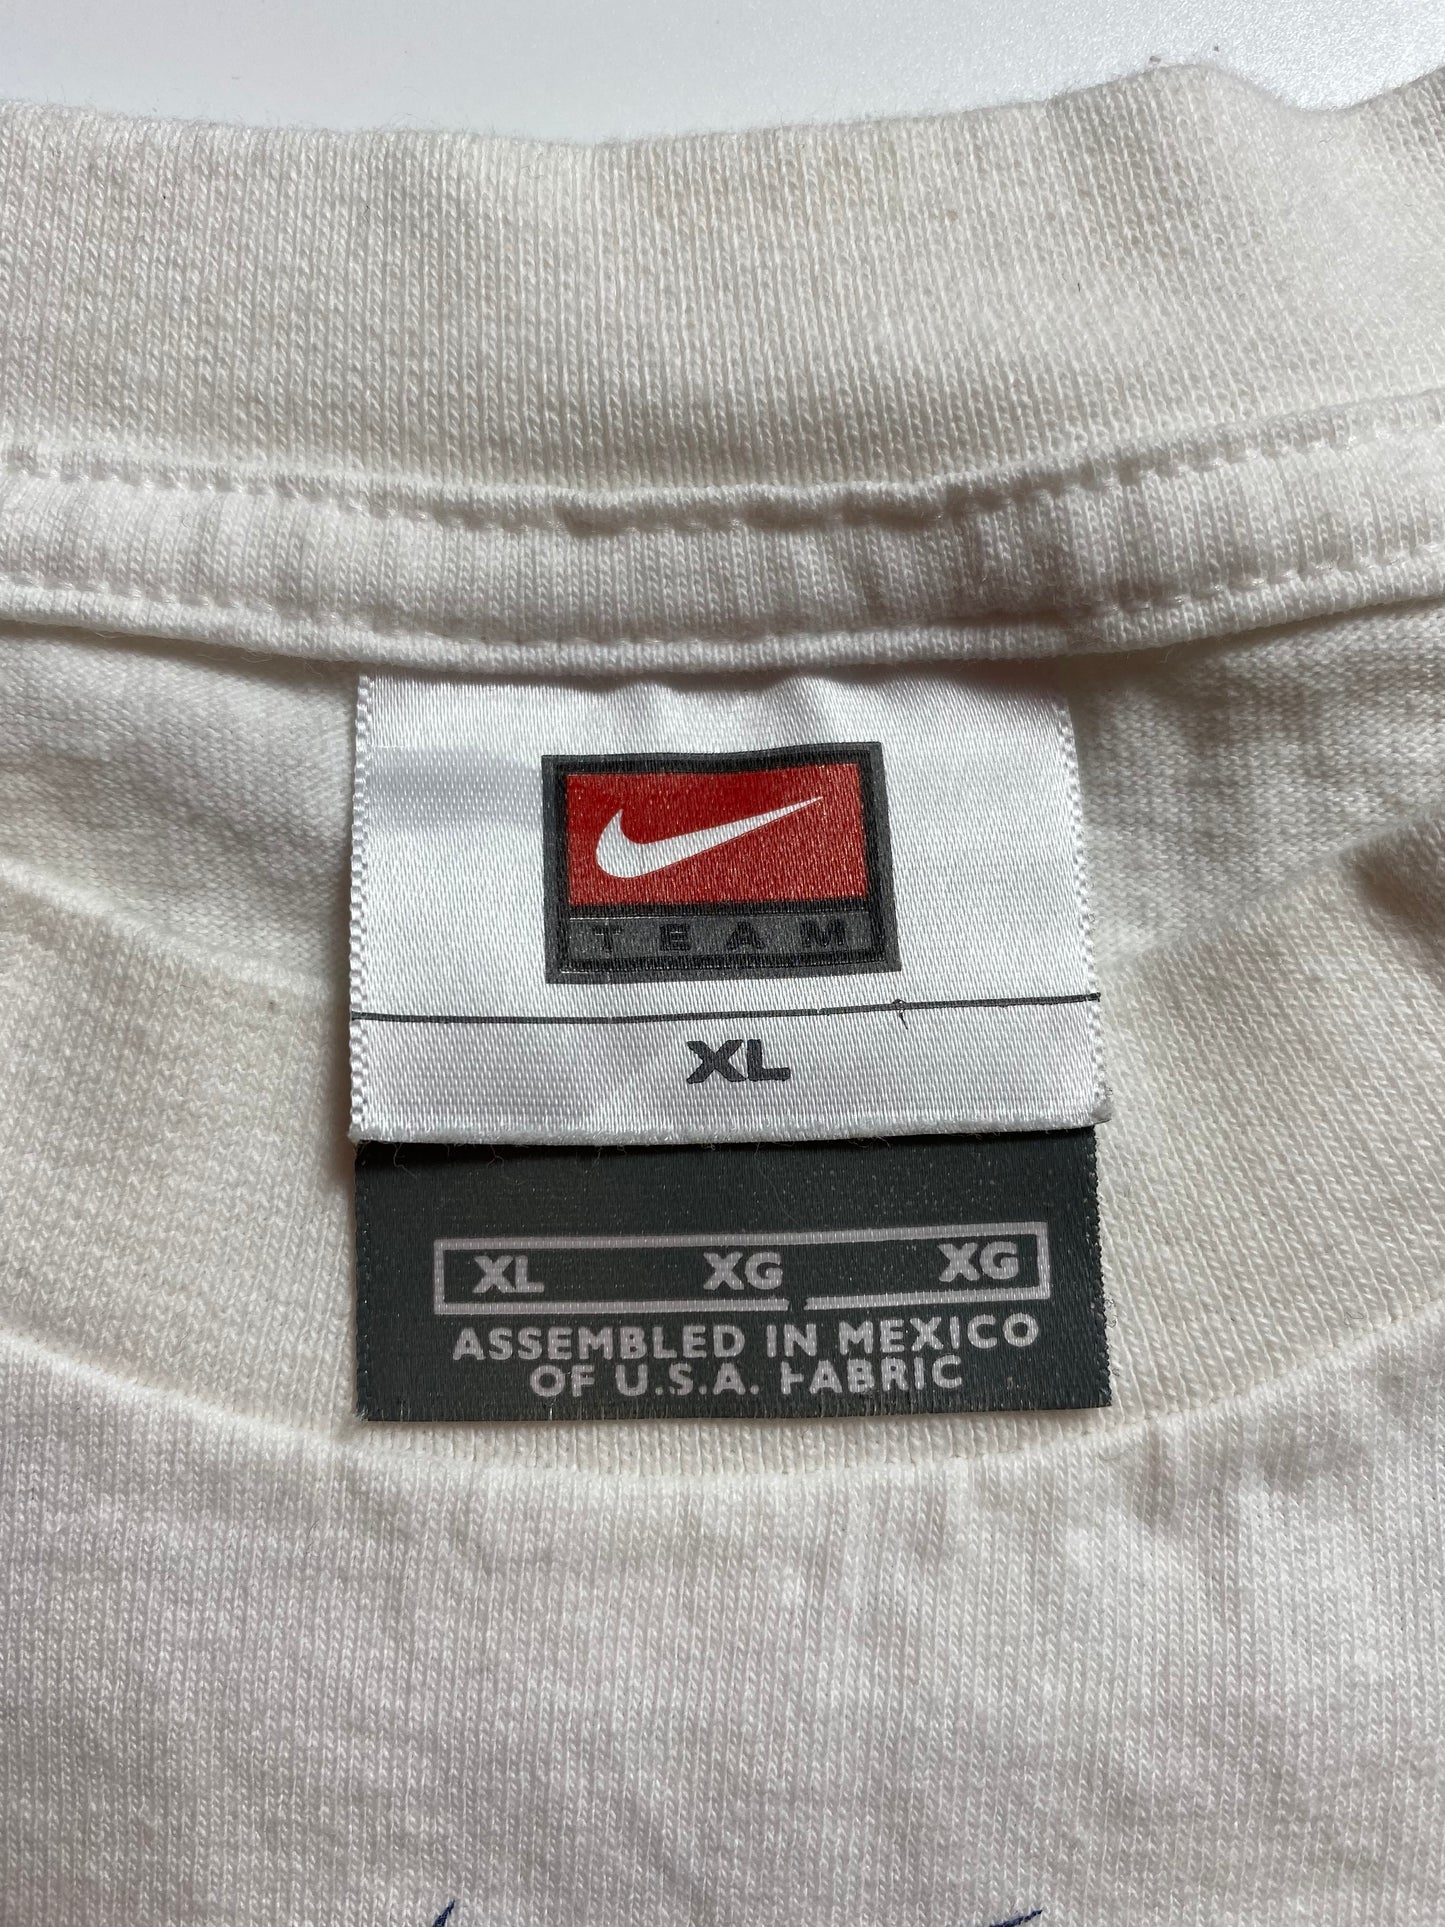 TEAM
XL
XL XG XG
ASSEMBLED IN MEXICO
OF U.S.A. FABRIC